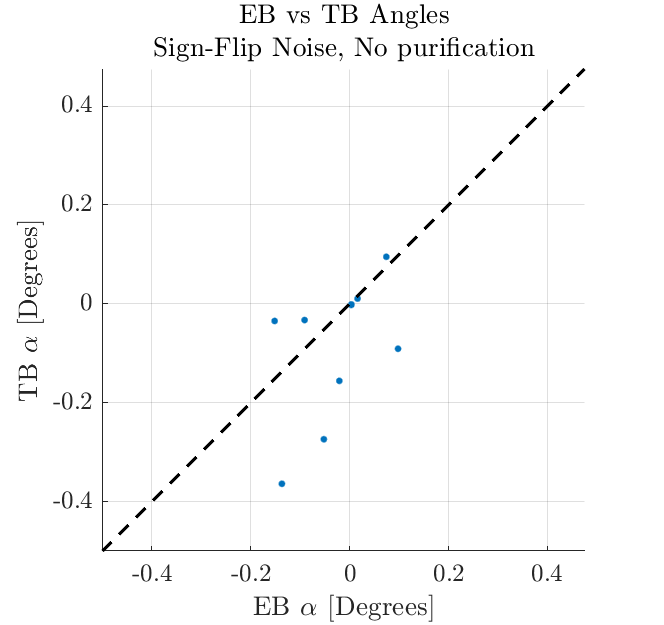 EB vs TB Angles
Sign-Flip Noise, No purification
0.4
0.2
0
-0.2
-0.4
TB α [Degrees]
-0.4 -0.2 0 0.2 0.4
EB α [Degrees]